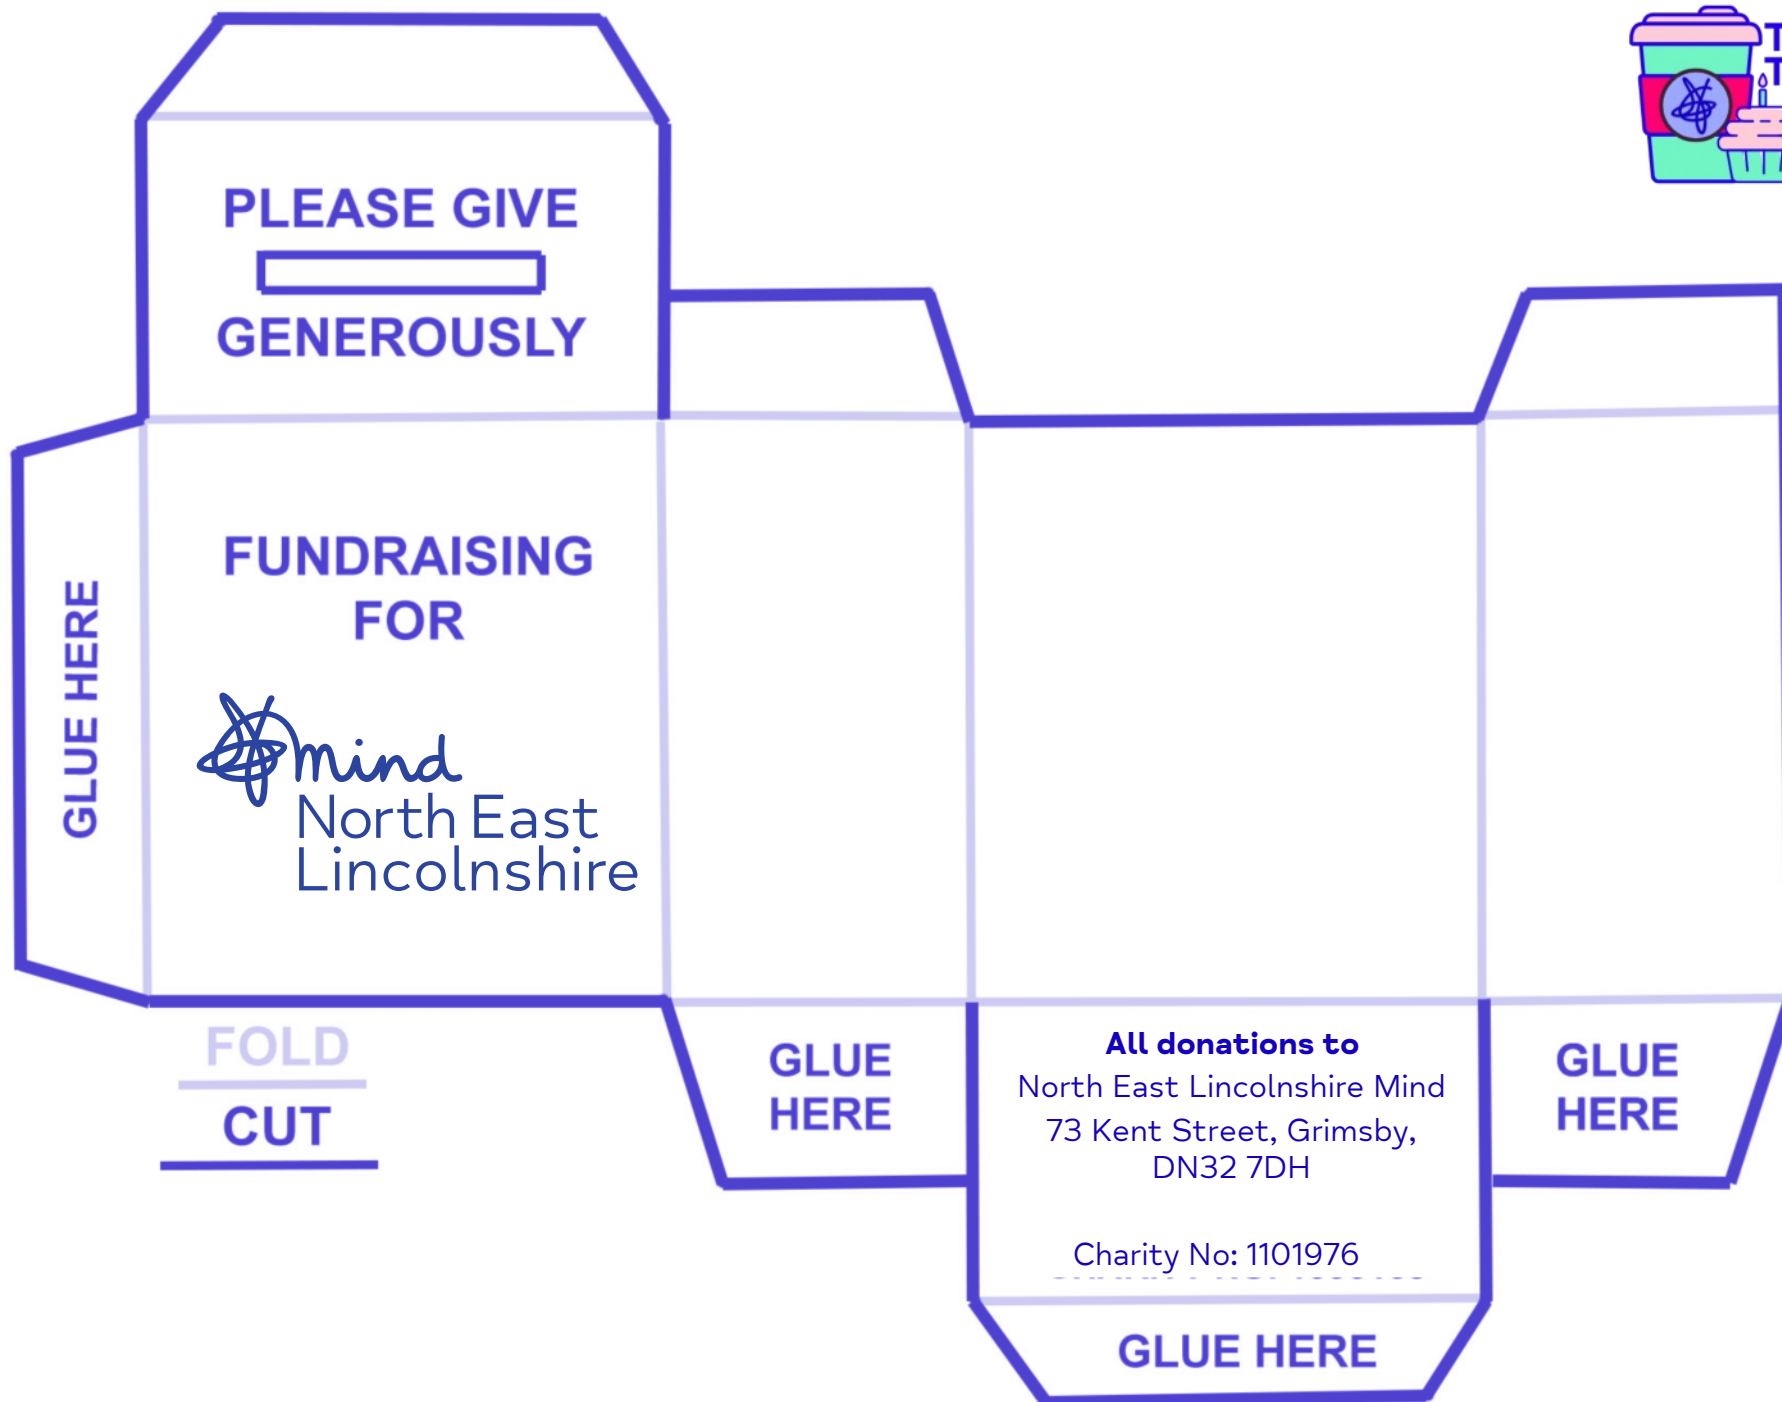 PLEASE GIVE
GENEROUSLY
GLUE HERE
FUNDRAISING
FOR
mind
North East
Lincolnshire
FOLD
CUT
GLUE
HERE
All donations to
North East Lincolnshire Mind
73 Kent Street, Grimsby,
DN32 7DH
Charity No: 1101976
GLUE HERE
GLUE
HERE